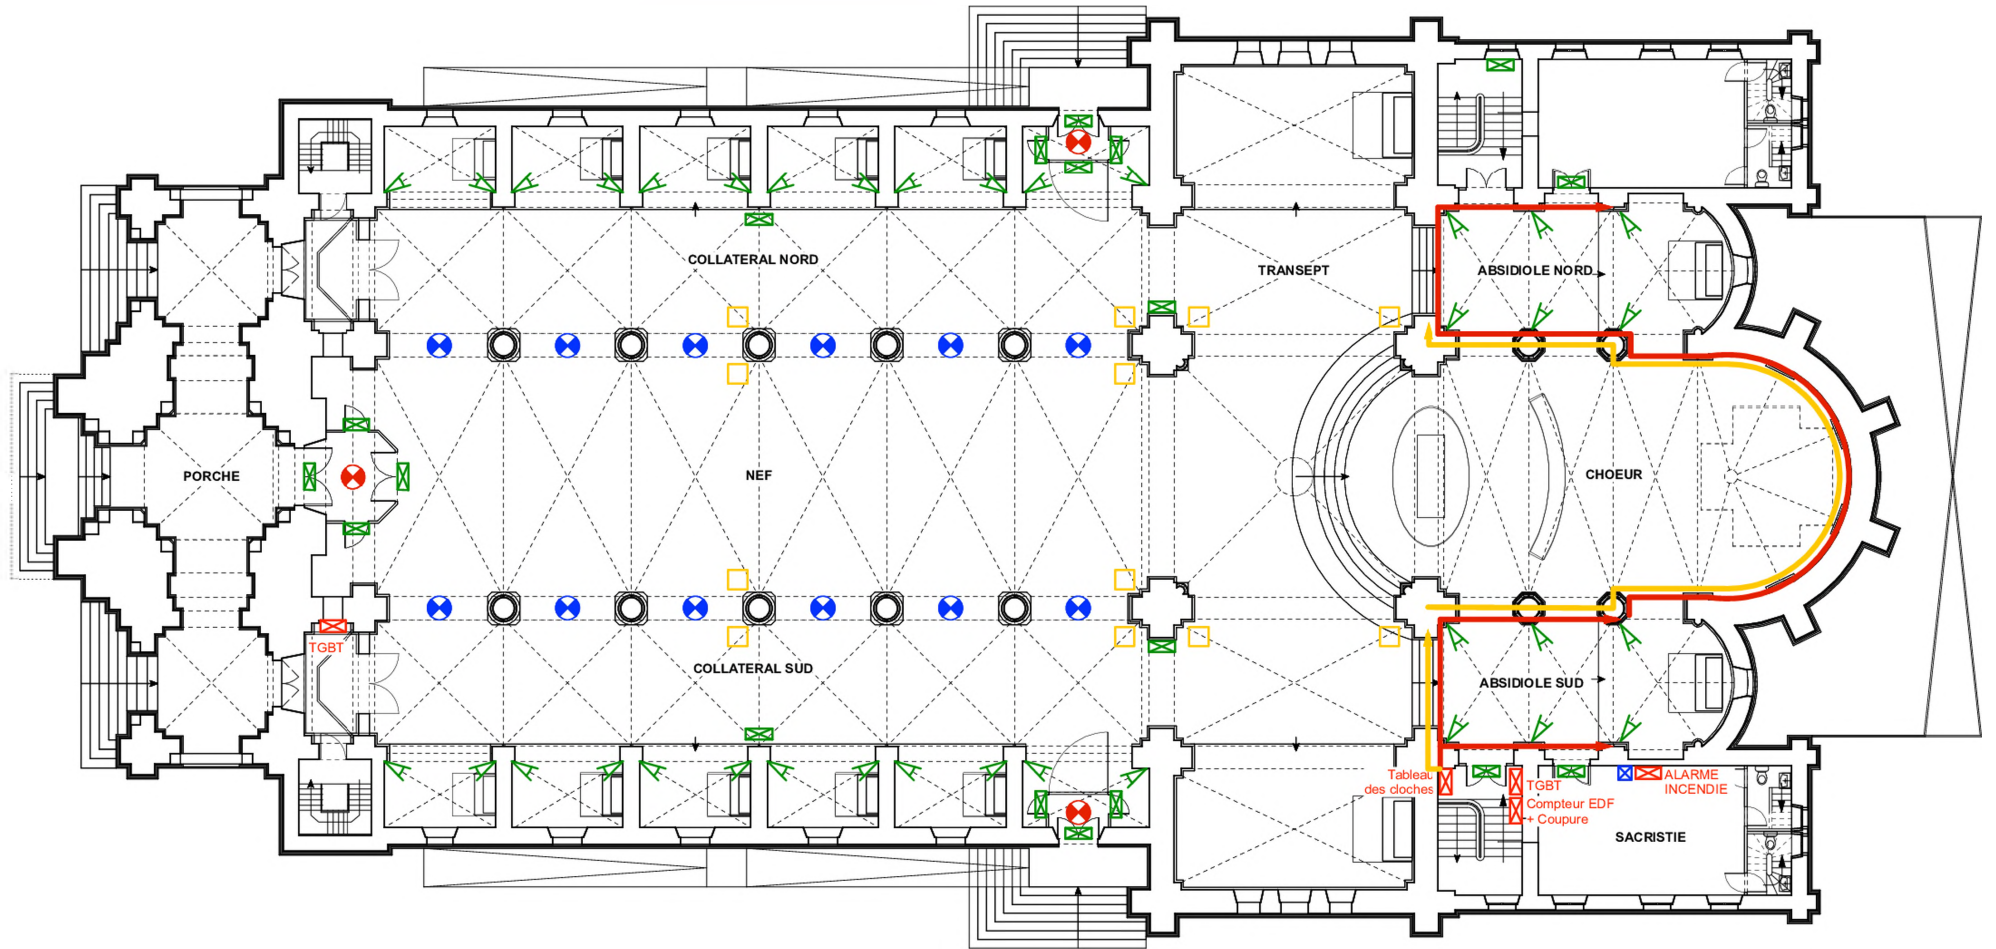 COLLATERAL NORD
TRANSEPT
ABSIDIOLE NORD
PORCHE
NEF
CHOEUR
TGBT
COLLATERAL SUD
ABSIDIOLE SUD
Tableau
des cloches
TGBT
Compteur EDF
+ Coupure
ALARME
INCENDIE
SACRISTIE